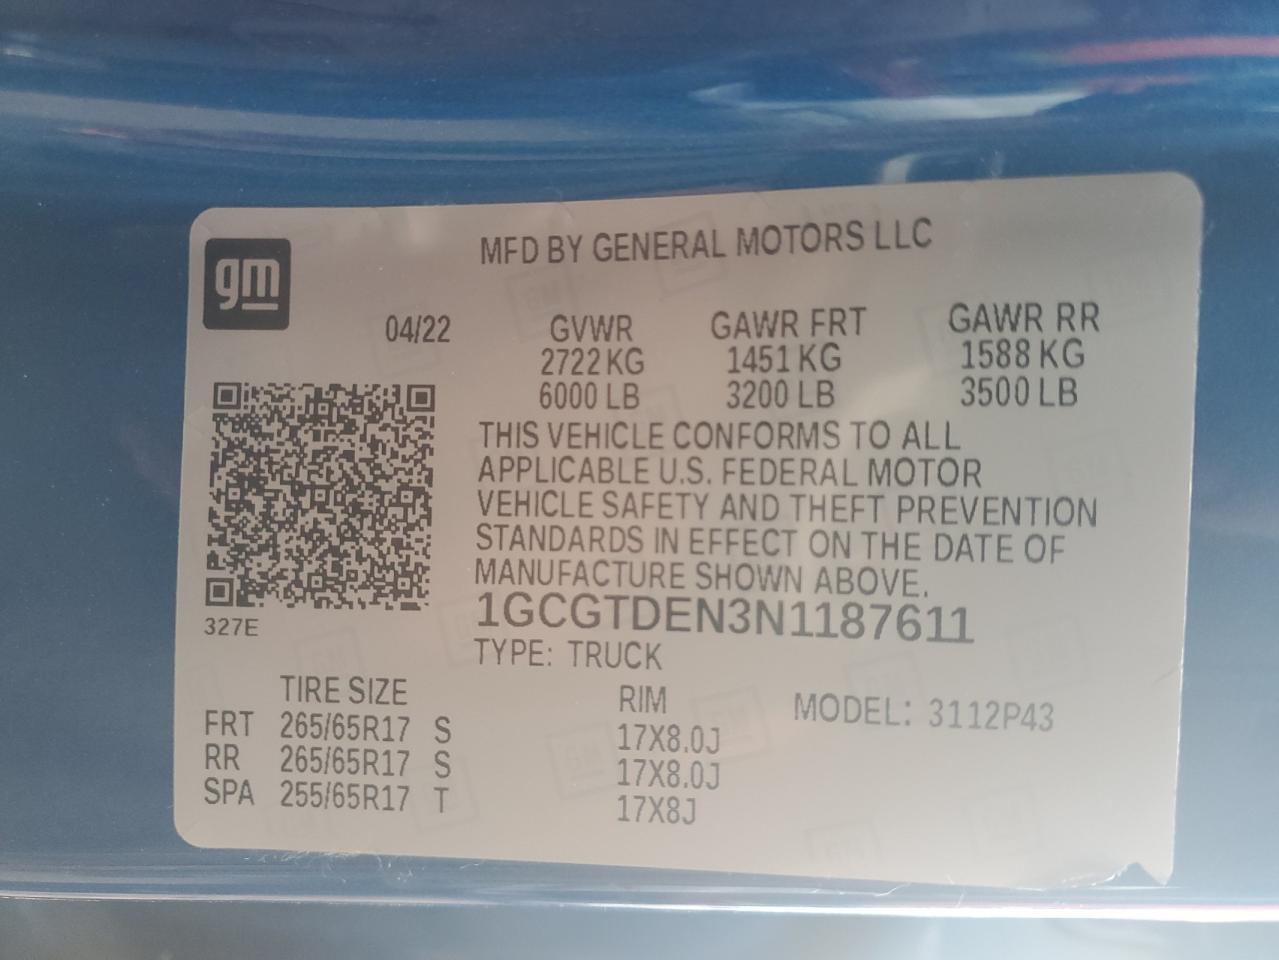 gm
MFD BY GENERAL MOTORS LLC
04/22 GVWR GAWR FRT GAWR RR
2722 KG 1451 KG 1588 KG
6000 LB 3200 LB 3500 LB
THIS VEHICLE CONFORMS TO ALL
APPLICABLE U.S. FEDERAL MOTOR
VEHICLE SAFETY AND THEFT PREVENTION
STANDARDS IN EFFECT ON THE DATE OF
MANUFACTURE SHOWN ABOVE.
1GCGTDEN3N1187611
327E
TYPE: TRUCK
TIRE SIZE RIM MODEL: 3112P43
FRT 265/65R17 S 17X8.0J
RR 265/65R17 S 17X8.0J
SPA 255/65R17 T 17X8J